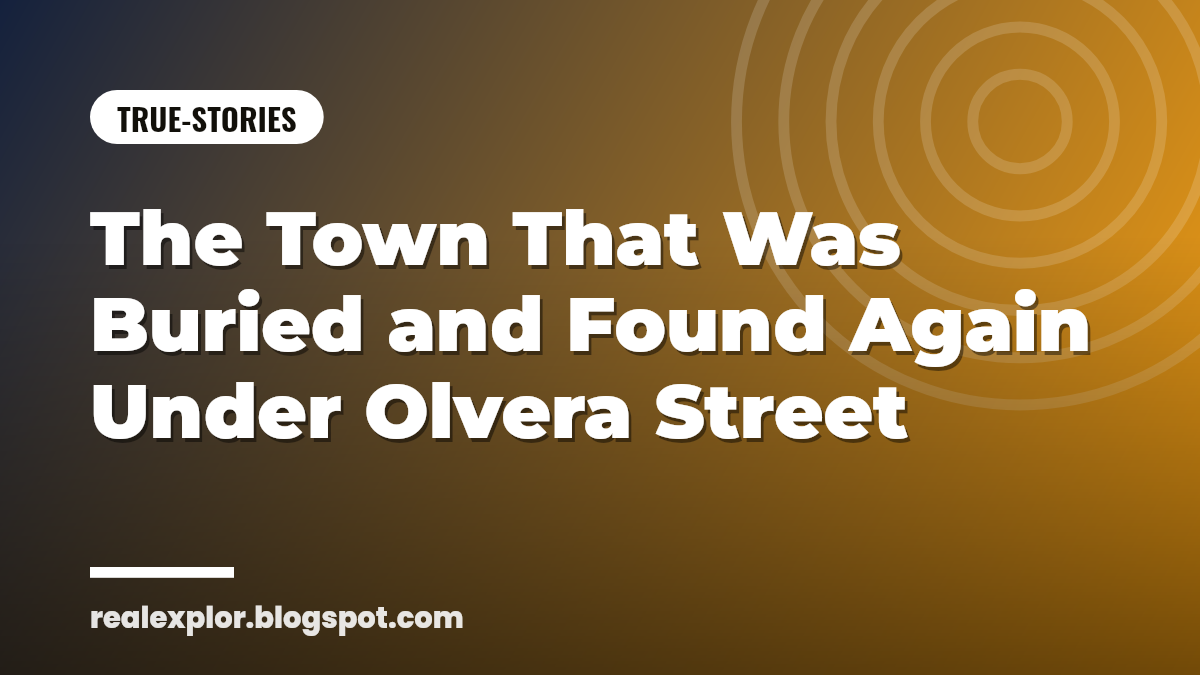 TRUE-STORIES
The Town That Was
Buried and Found Again
Under Olvera Street
realexplor.blogspot.com